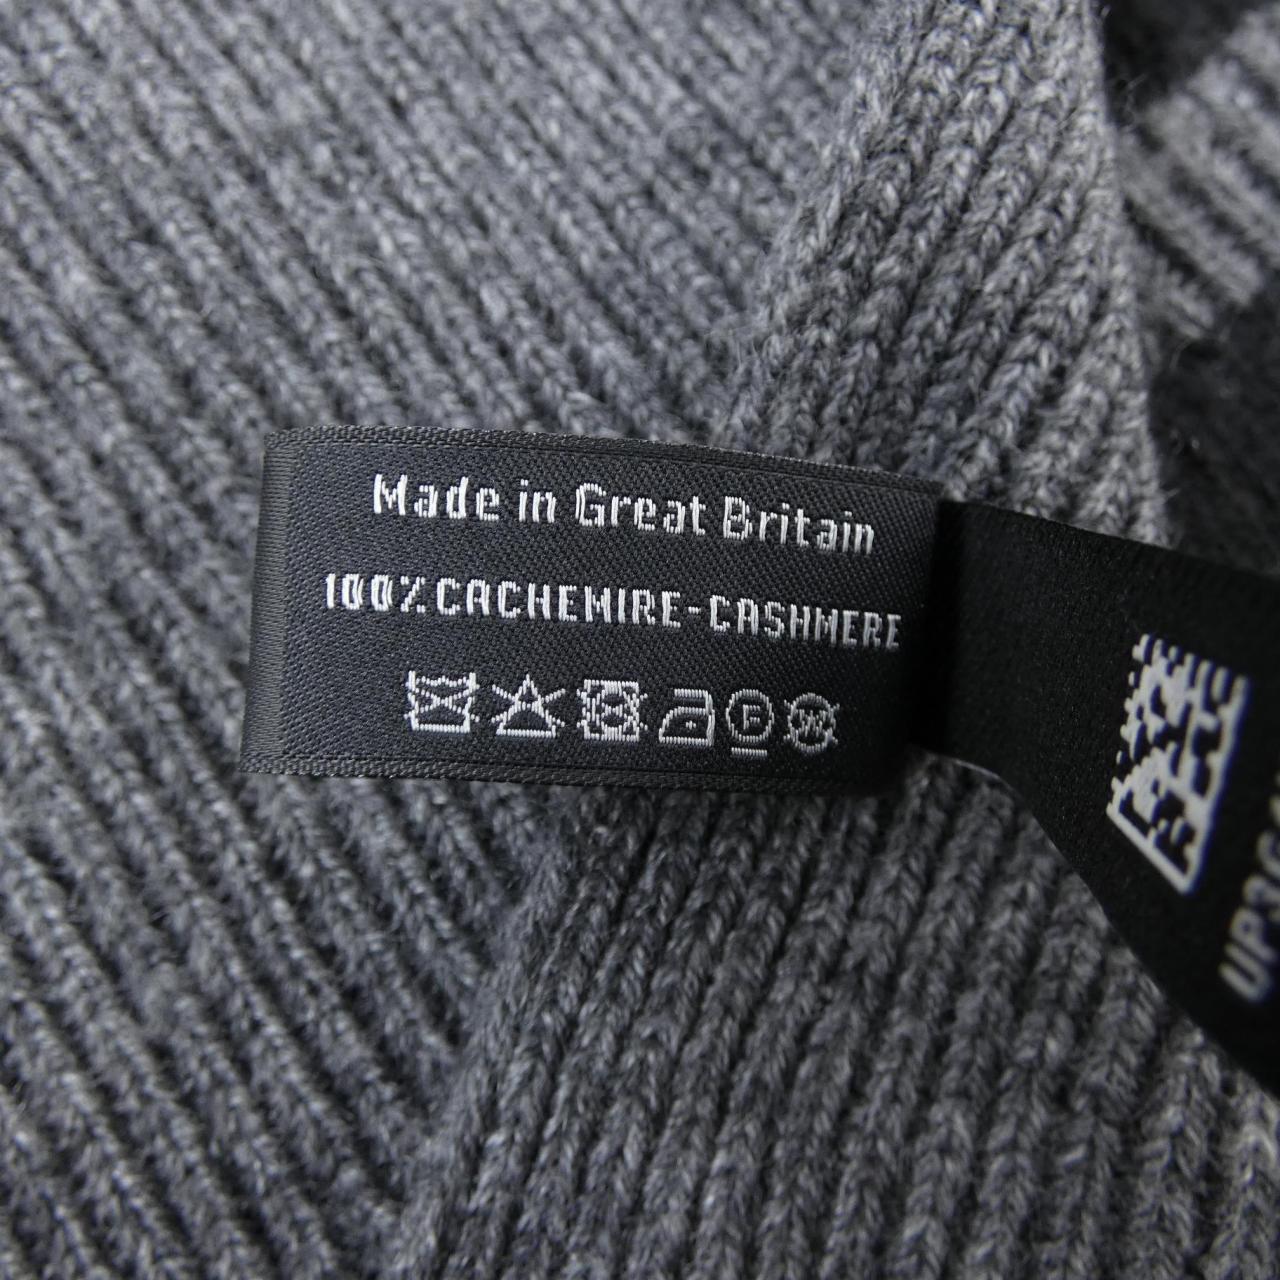 Made in Great Britain
100% CACHEMIRE-CASHMERE
F
W